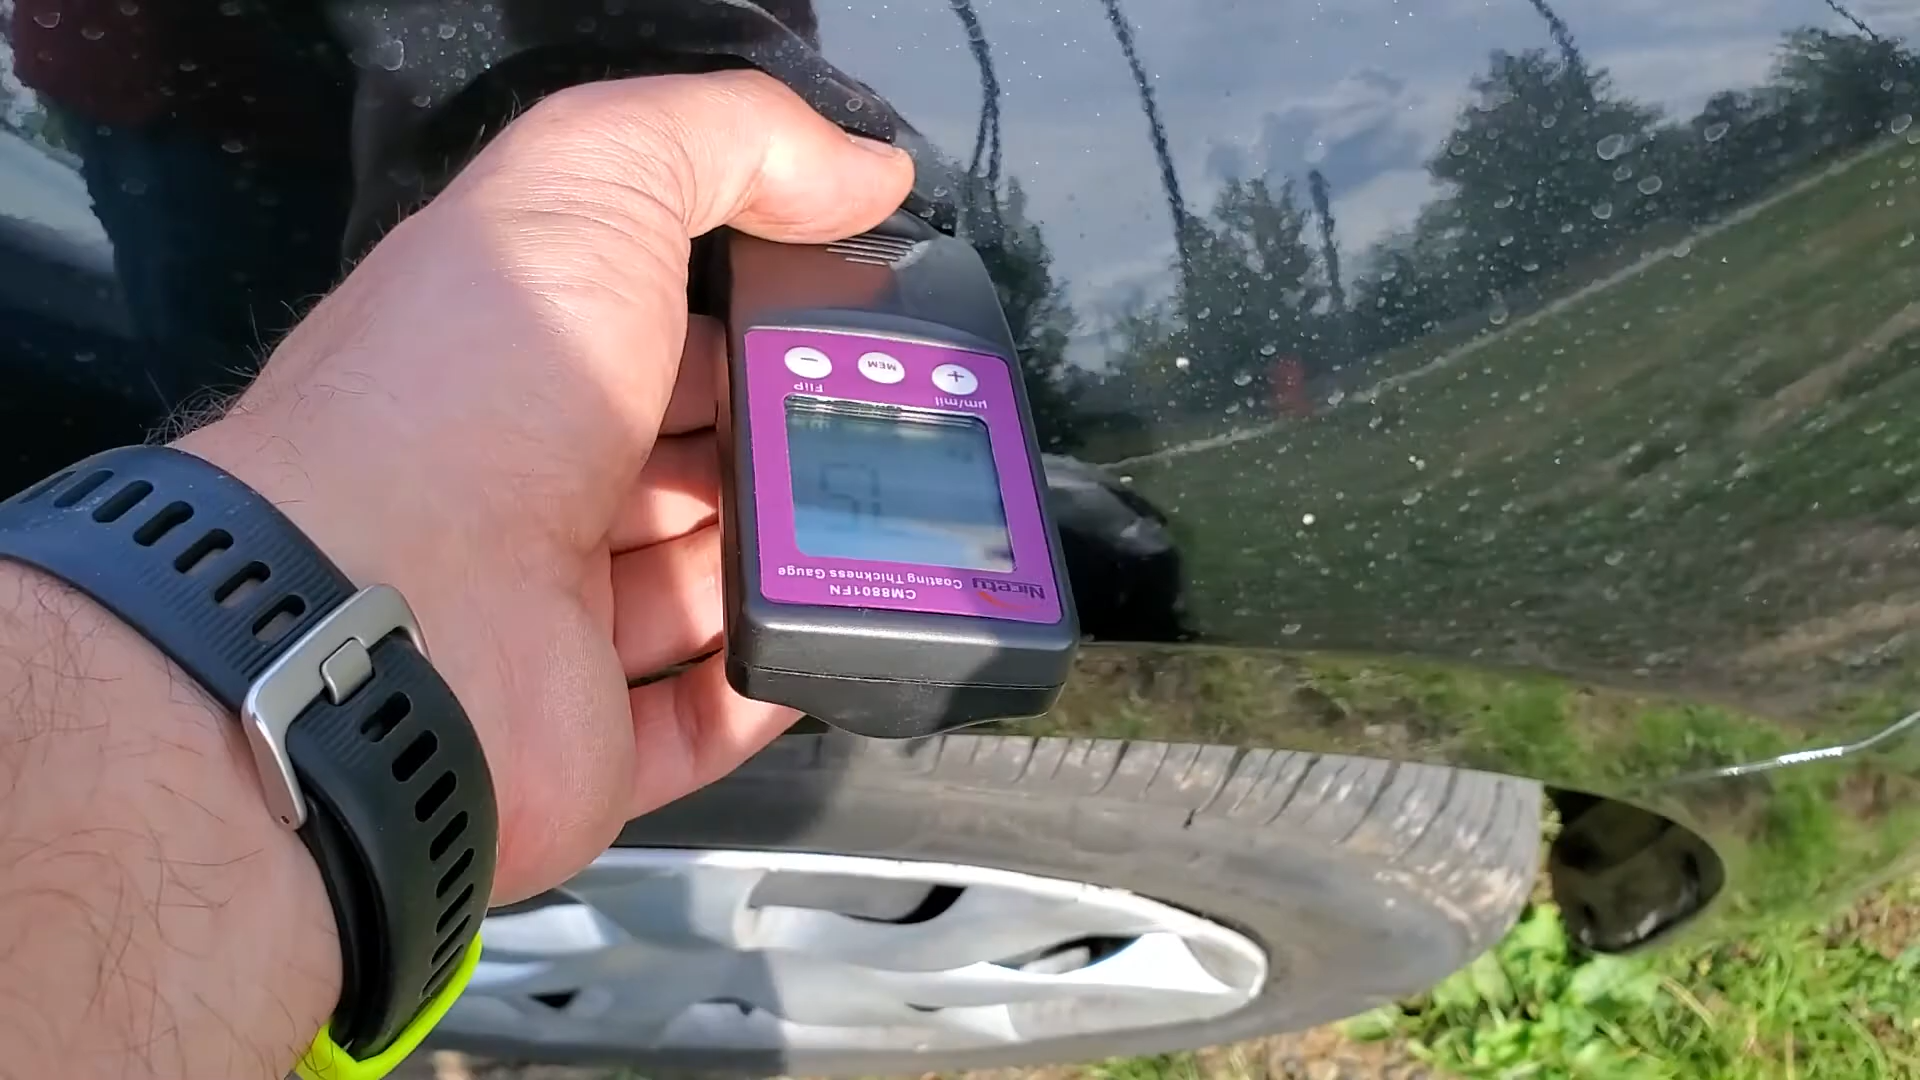 Nicety
CM8801FN
Coating Thickness Gauge
μm/mil
FliP
+
MEM
−